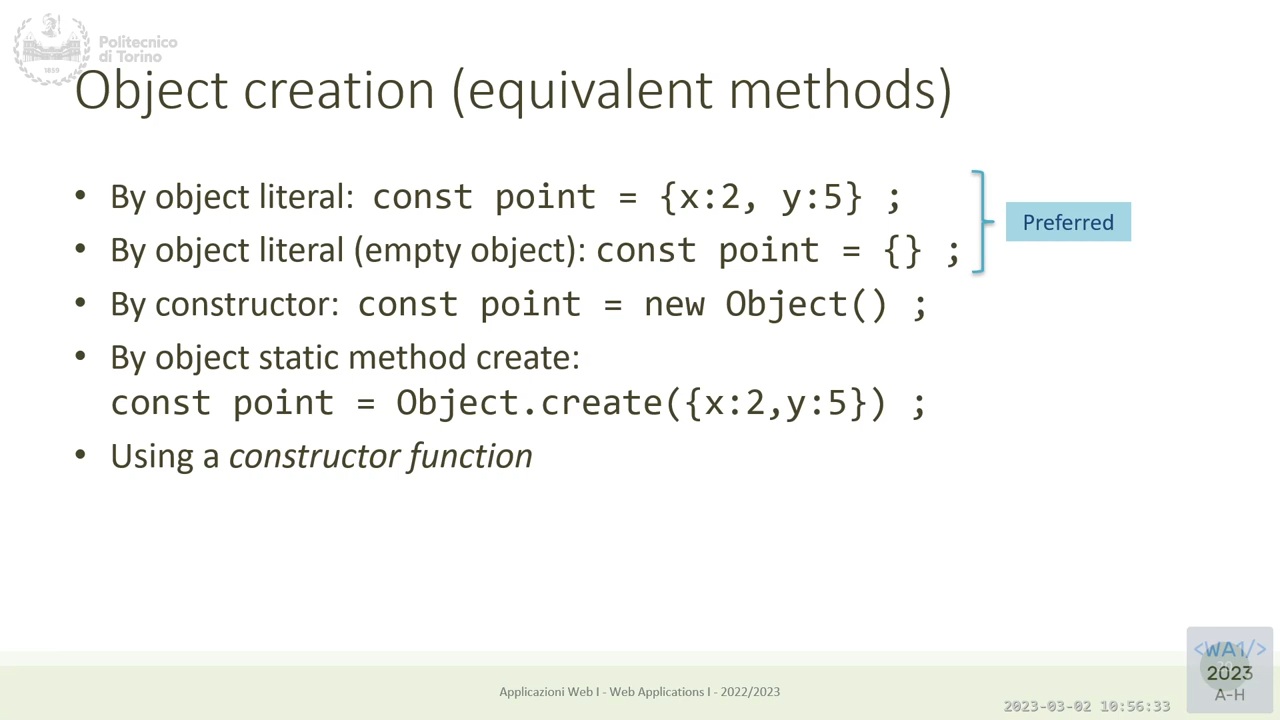 Politecnico
di Torino
1859
Object creation (equivalent methods)
• By object literal: const point = {x:2, y:5} ;
• By object literal (empty object): const point = {} ;
Preferred
• By constructor: const point = new Object() ;
• By object static method create:
const point = Object.create({x:2,y:5}) ;
• Using a constructor function
Applicazioni Web I - Web Applications I - 2022/2023
<WA1/>
2023
A-H
2023-03-02 10:56:33